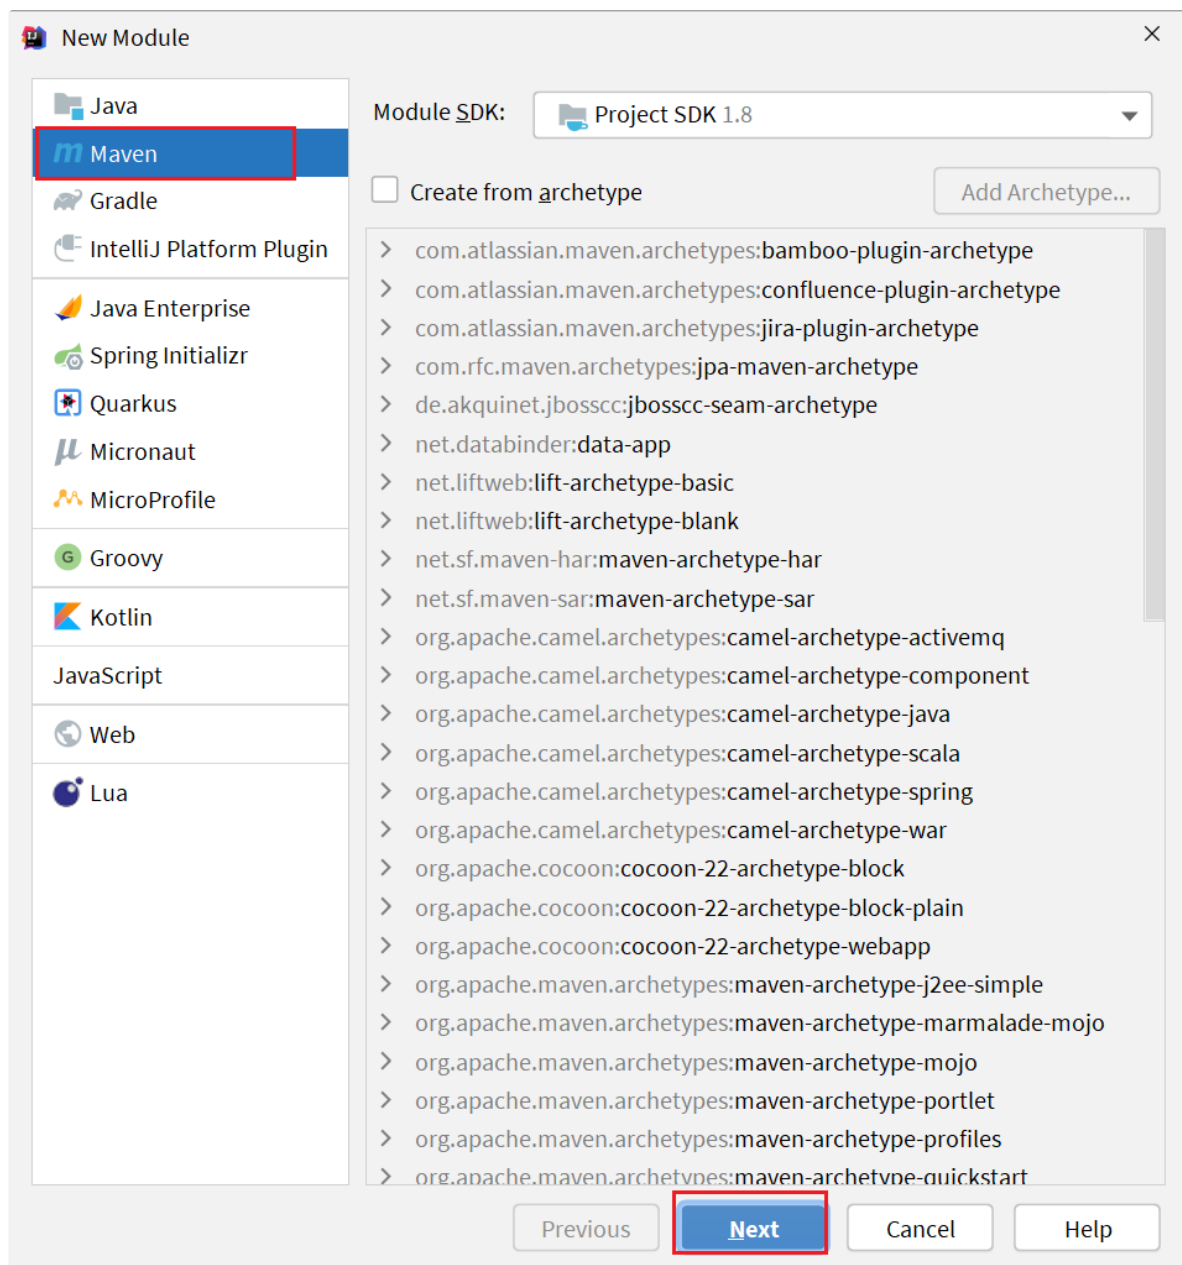 New Module
Java
Maven
Gradle
IntelliJ Platform Plugin
Java Enterprise
Spring Initializr
Quarkus
Micronaut
MicroProfile
Groovy
Kotlin
JavaScript
Web
Lua
Module SDK: Project SDK 1.8
Create from archetype Add Archetype...
com.atlassian.maven.archetypes:bamboo-plugin-archetype
com.atlassian.maven.archetypes:confluence-plugin-archetype
com.atlassian.maven.archetypes:jira-plugin-archetype
com.rfc.maven.archetypes:jpa-maven-archetype
de.akquinet.jbosscc:jbosscc-seam-archetype
net.databinder:data-app
net.liftweb:lift-archetype-basic
net.liftweb:lift-archetype-blank
net.sf.maven-har:maven-archetype-har
net.sf.maven-sar:maven-archetype-sar
org.apache.camel.archetypes:camel-archetype-activemq
org.apache.camel.archetypes:camel-archetype-component
org.apache.camel.archetypes:camel-archetype-java
org.apache.camel.archetypes:camel-archetype-scala
org.apache.camel.archetypes:camel-archetype-spring
org.apache.camel.archetypes:camel-archetype-war
org.apache.cocoon:cocoon-22-archetype-block
org.apache.cocoon:cocoon-22-archetype-block-plain
org.apache.cocoon:cocoon-22-archetype-webapp
org.apache.maven.archetypes:maven-archetype-j2ee-simple
org.apache.maven.archetypes:maven-archetype-marmalade-mojo
org.apache.maven.archetypes:maven-archetype-mojo
org.apache.maven.archetypes:maven-archetype-portlet
org.apache.maven.archetypes:maven-archetype-profiles
org.apache.maven.archetypes:maven-archetype-quickstart
Previous Next Cancel Help